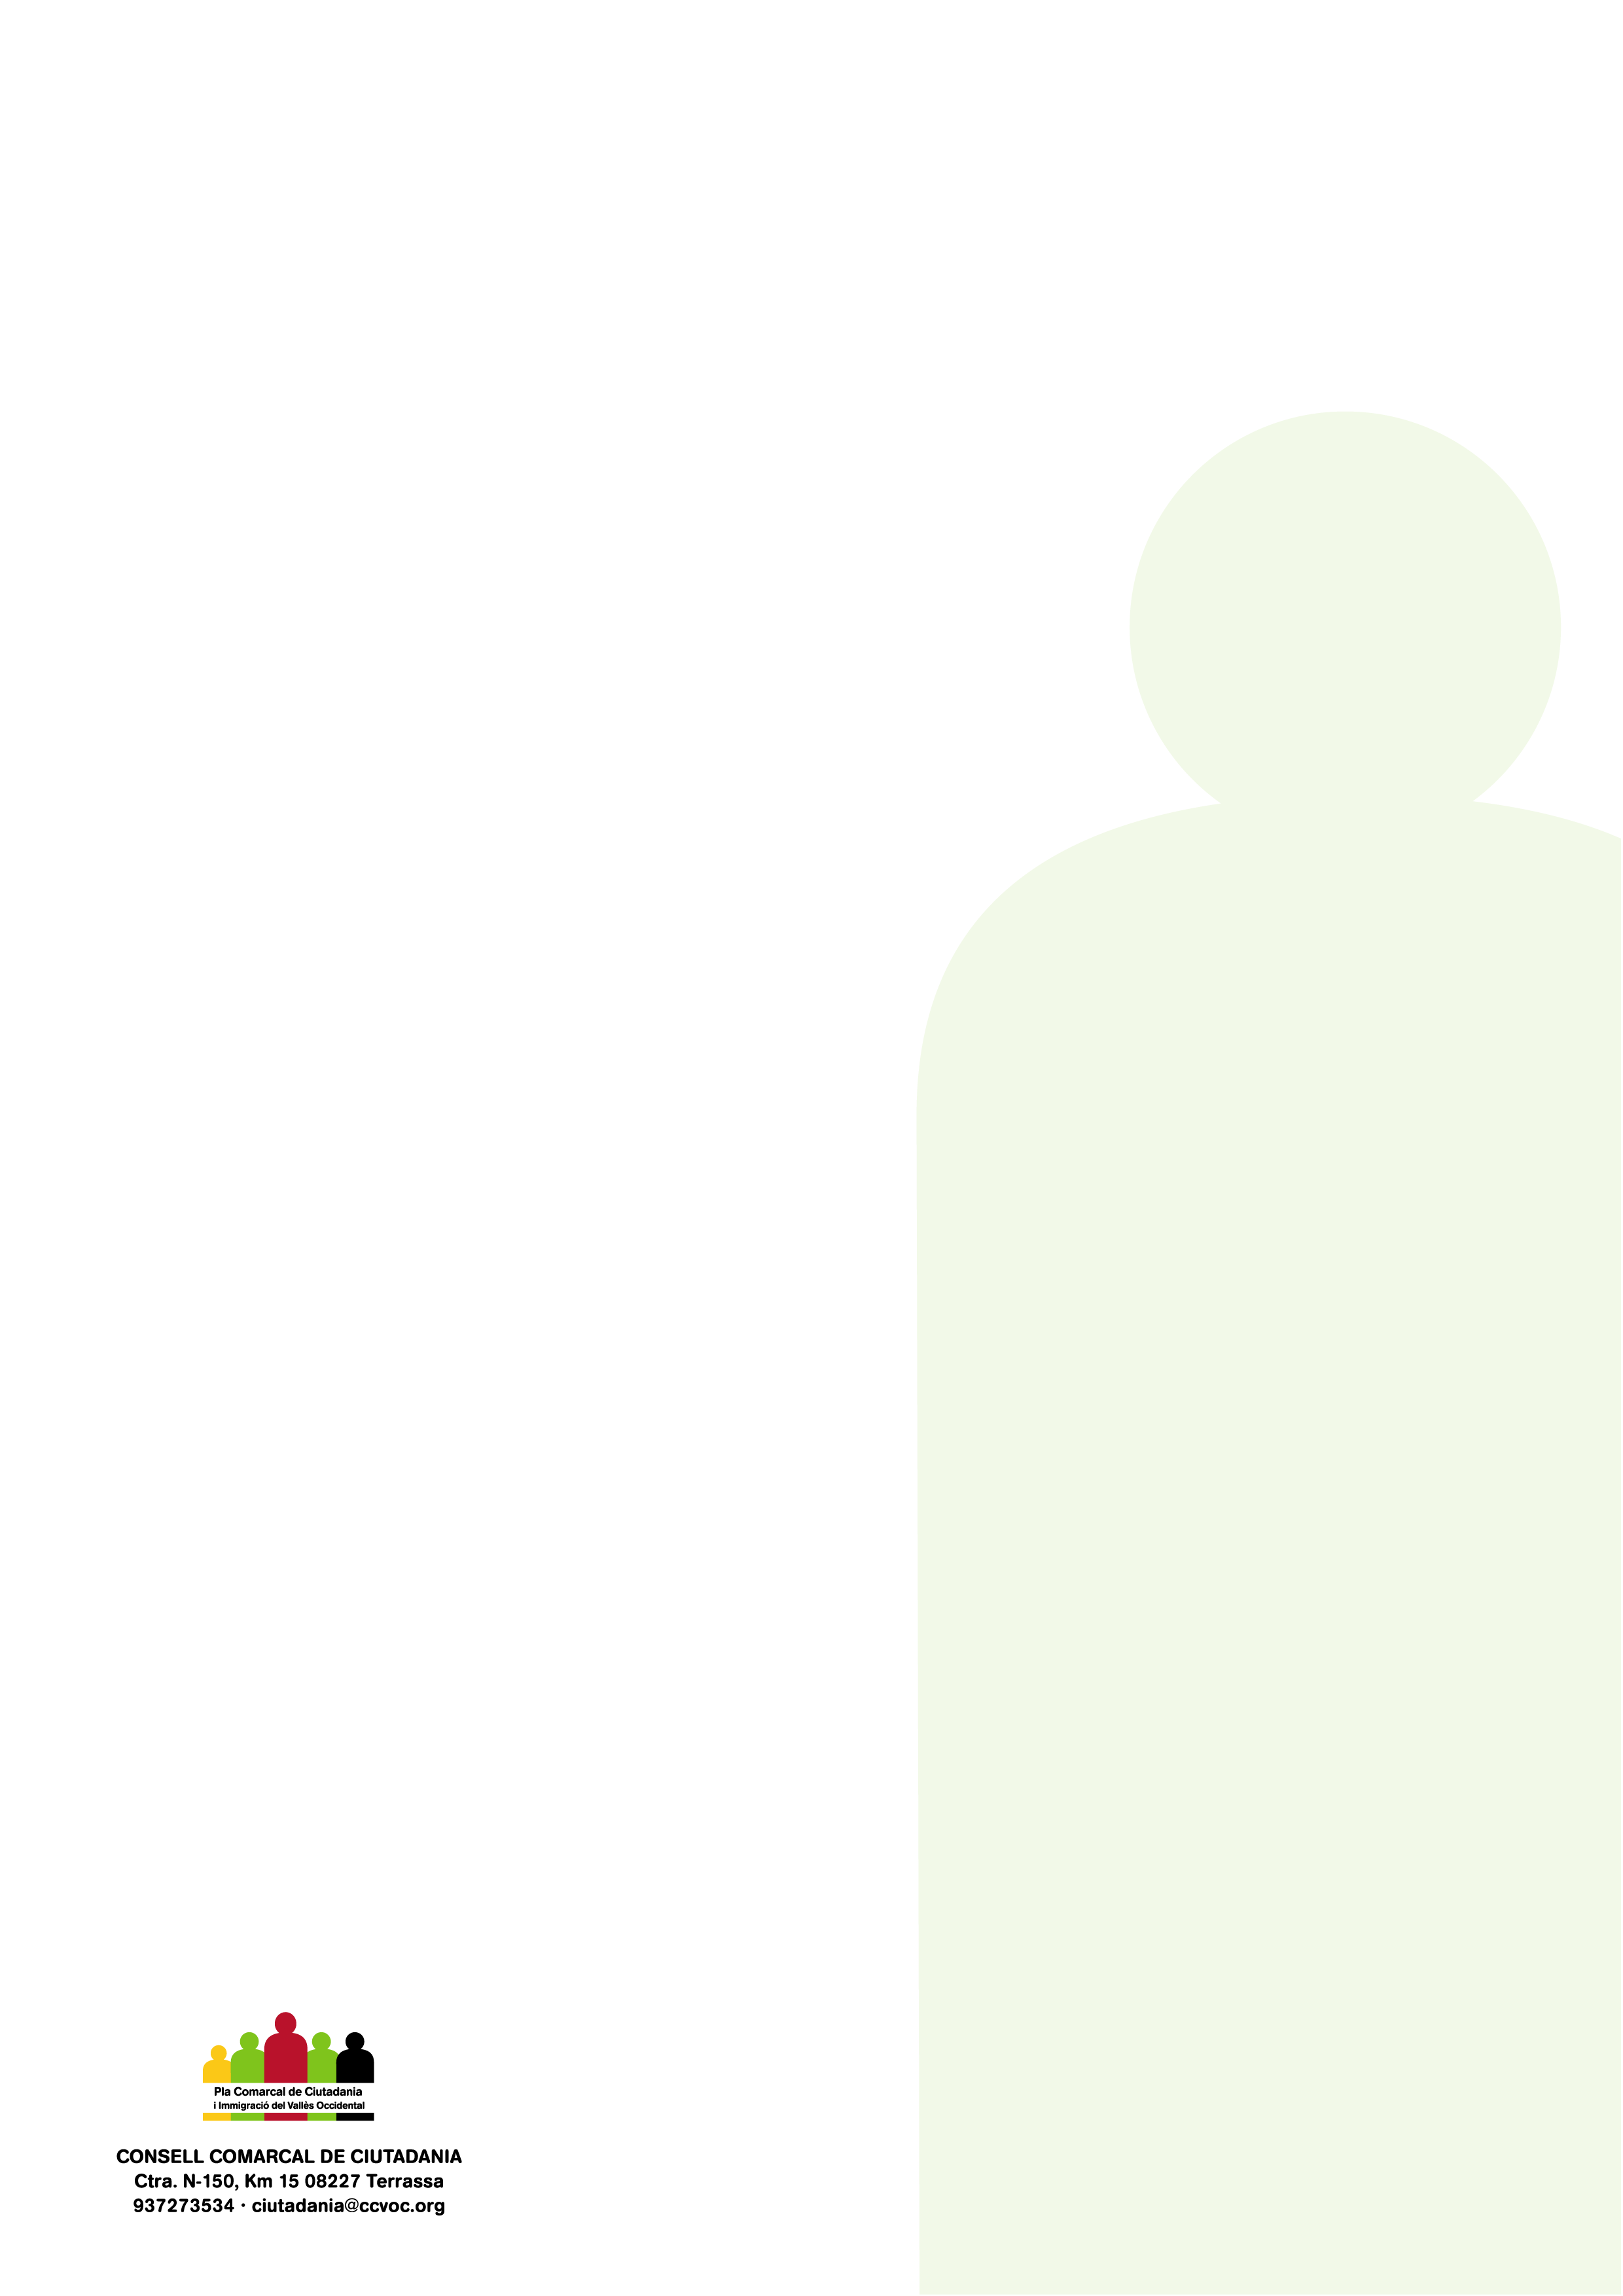 Pla Comarcal de Ciutadania
i Immigració del Vallès Occidental
CONSELL COMARCAL DE CIUTADANIA
Ctra. N-150, Km 15 08227 Terrassa
937273534 · ciutadania@ccvoc.org